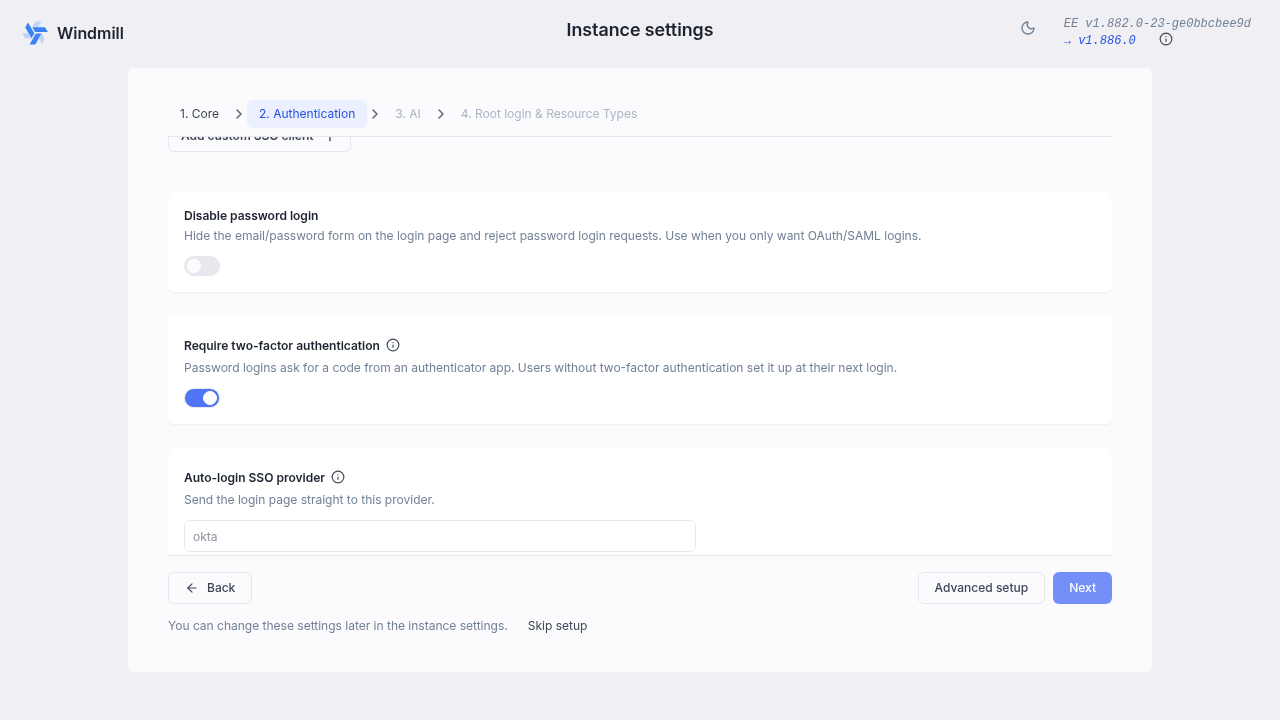 Windmill
Instance settings
EE v1.882.0-23-ge0bbcbee9d
→ v1.886.0
1. Core
2. Authentication
3. AI
4. Root login & Resource Types
Add custom SSO client +
Disable password login
Hide the email/password form on the login page and reject password login requests. Use when you only want OAuth/SAML logins.
Require two-factor authentication
Password logins ask for a code from an authenticator app. Users without two-factor authentication set it up at their next login.
Auto-login SSO provider
Send the login page straight to this provider.
okta
Back
Advanced setup
Next
You can change these settings later in the instance settings.
Skip setup